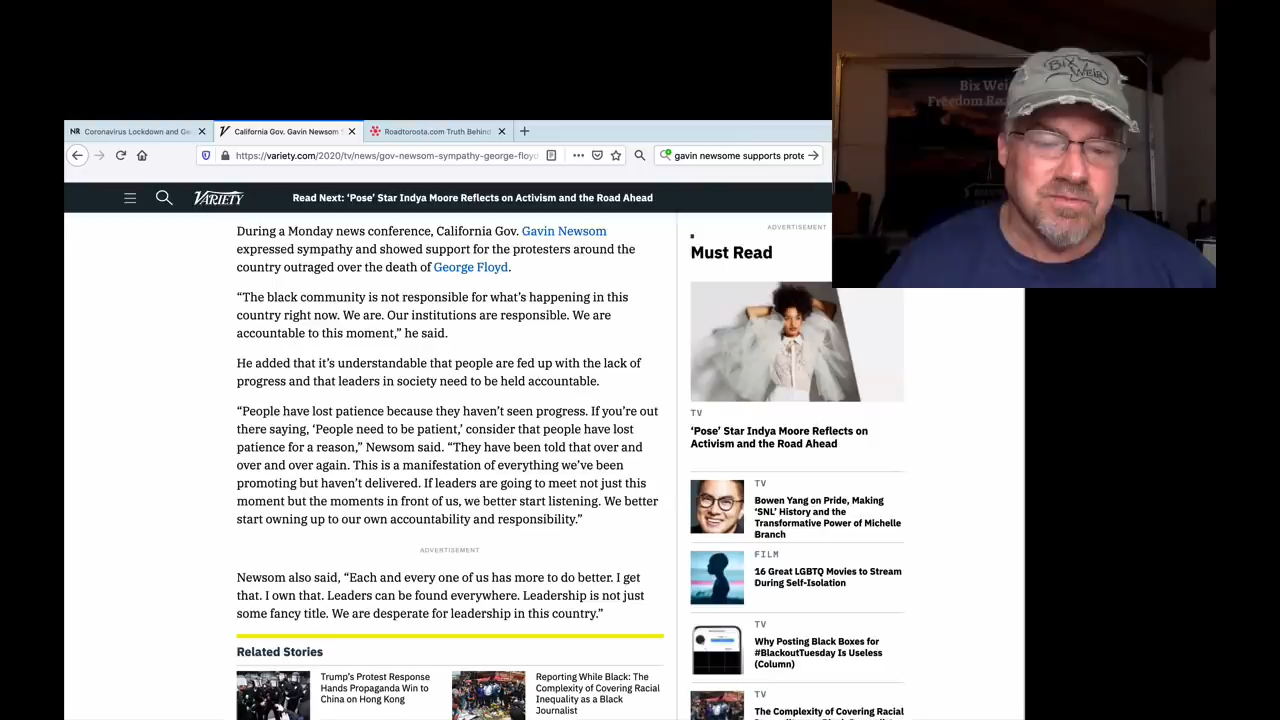 Bix Wei
Freedom R
BIX
WEIR
NR Coronavirus Lockdown and Ge
California Gov. Gavin Newsom
Roadtoroota.com Truth Behind
https://variety.com/2020/tv/news/gov-newsom-sympathy-george-floyd
gavin newsome supports prote
VARIETY
Read Next: ‘Pose’ Star Indya Moore Reflects on Activism and the Road Ahead
During a Monday news conference, California Gov. Gavin Newsom
expressed sympathy and showed support for the protesters around the
country outraged over the death of George Floyd.
“The black community is not responsible for what’s happening in this
country right now. We are. Our institutions are responsible. We are
accountable to this moment,” he said.
He added that it’s understandable that people are fed up with the lack of
progress and that leaders in society need to be held accountable.
“People have lost patience because they haven’t seen progress. If you’re out
there saying, ‘People need to be patient,’ consider that people have lost
patience for a reason,” Newsom said. “They have been told that over and
over and over again. This is a manifestation of everything we’ve been
promoting but haven’t delivered. If leaders are going to meet not just this
moment but the moments in front of us, we better start listening. We better
start owning up to our own accountability and responsibility.”
ADVERTISEMENT
Newsom also said, “Each and every one of us has more to do better. I get
that. I own that. Leaders can be found everywhere. Leadership is not just
some fancy title. We are desperate for leadership in this country.”
Related Stories
Trump’s Protest Response
Hands Propaganda Win to
China on Hong Kong
Reporting While Black: The
Complexity of Covering Racial
Inequality as a Black
Journalist
ADVERTISEMENT
Must Read
TV
‘Pose’ Star Indya Moore Reflects on
Activism and the Road Ahead
TV
Bowen Yang on Pride, Making
‘SNL’ History and the
Transformative Power of Michelle
Branch
FILM
16 Great LGBTQ Movies to Stream
During Self-Isolation
TV
Why Posting Black Boxes for
#BlackoutTuesday Is Useless
(Column)
TV
The Complexity of Covering Racial